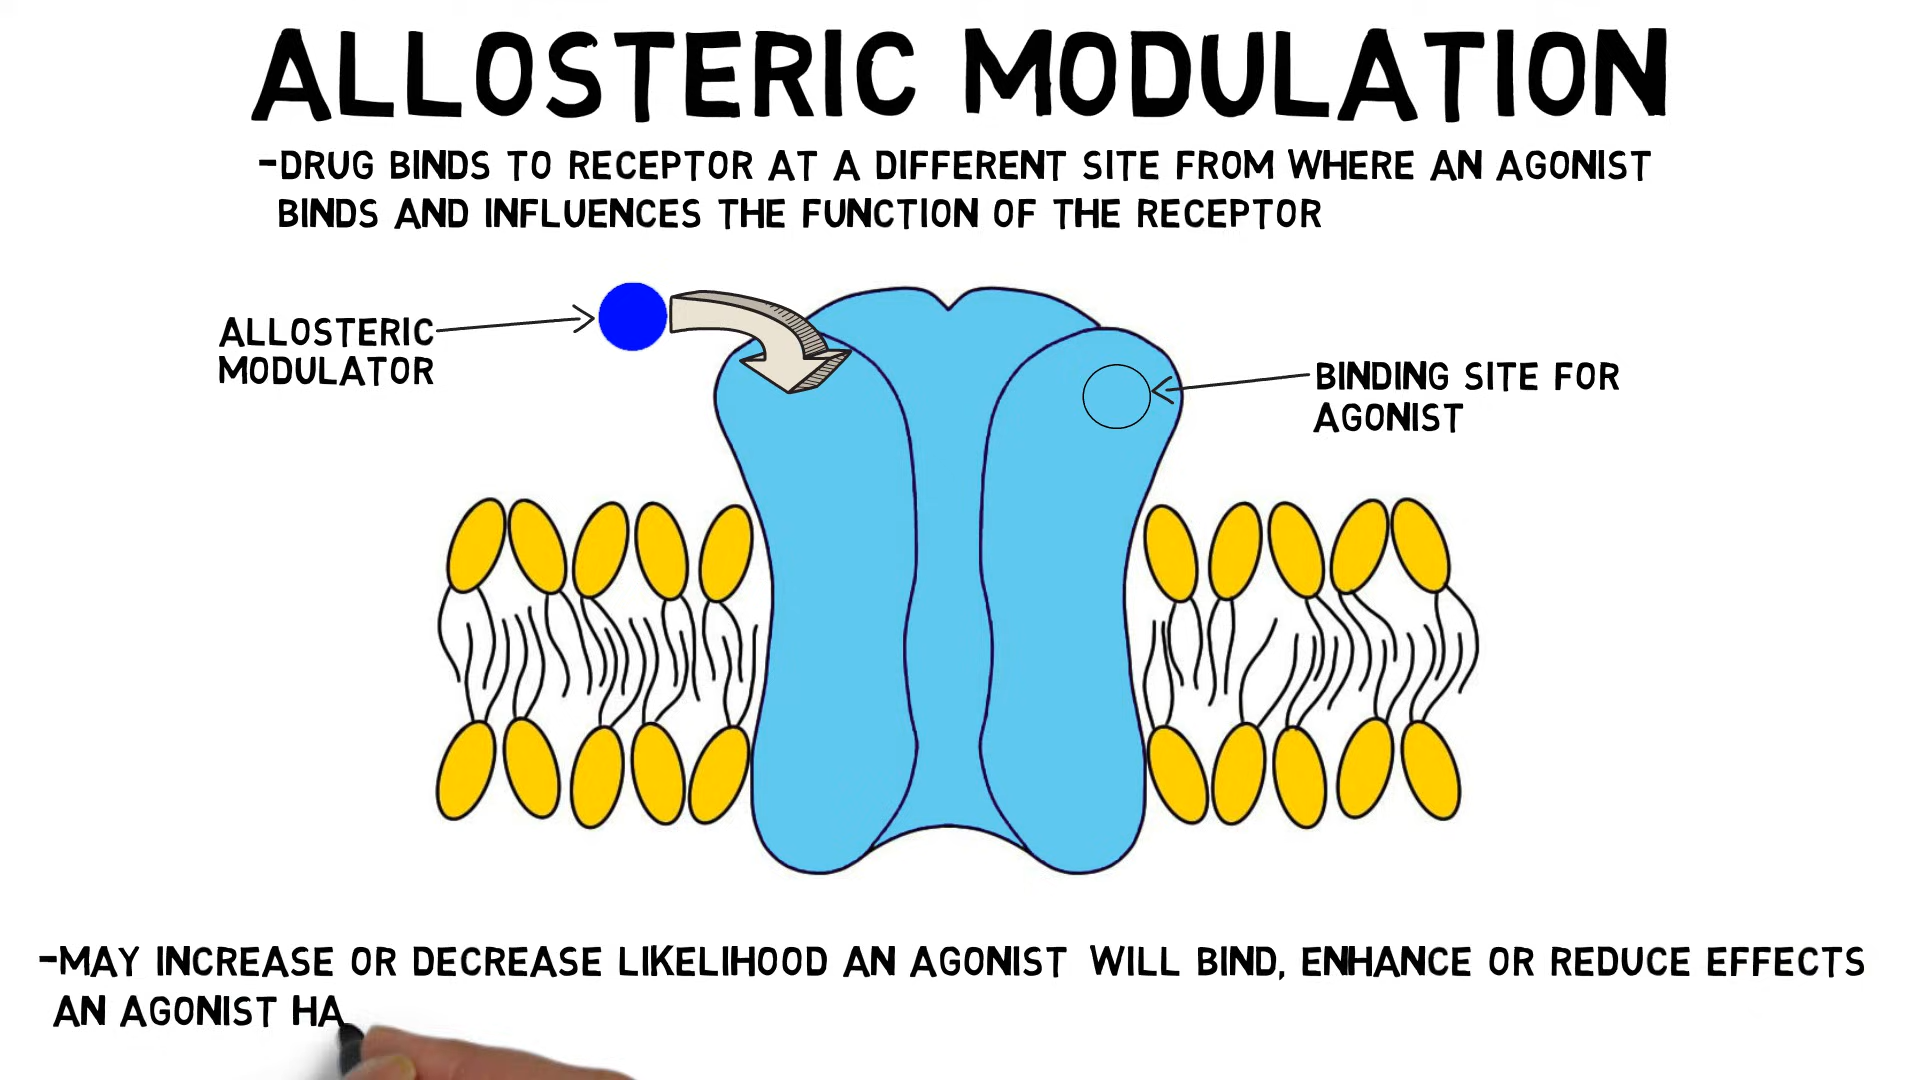 ALLOSTERIC MODULATION
-DRUG BINDS TO RECEPTOR AT A DIFFERENT SITE FROM WHERE AN AGONIST
BINDS AND INFLUENCES THE FUNCTION OF THE RECEPTOR
ALLOSTERIC
MODULATOR
BINDING SITE FOR
AGONIST
-MAY INCREASE OR DECREASE LIKELIHOOD AN AGONIST WILL BIND, ENHANCE OR REDUCE EFFECTS
AN AGONIST HA